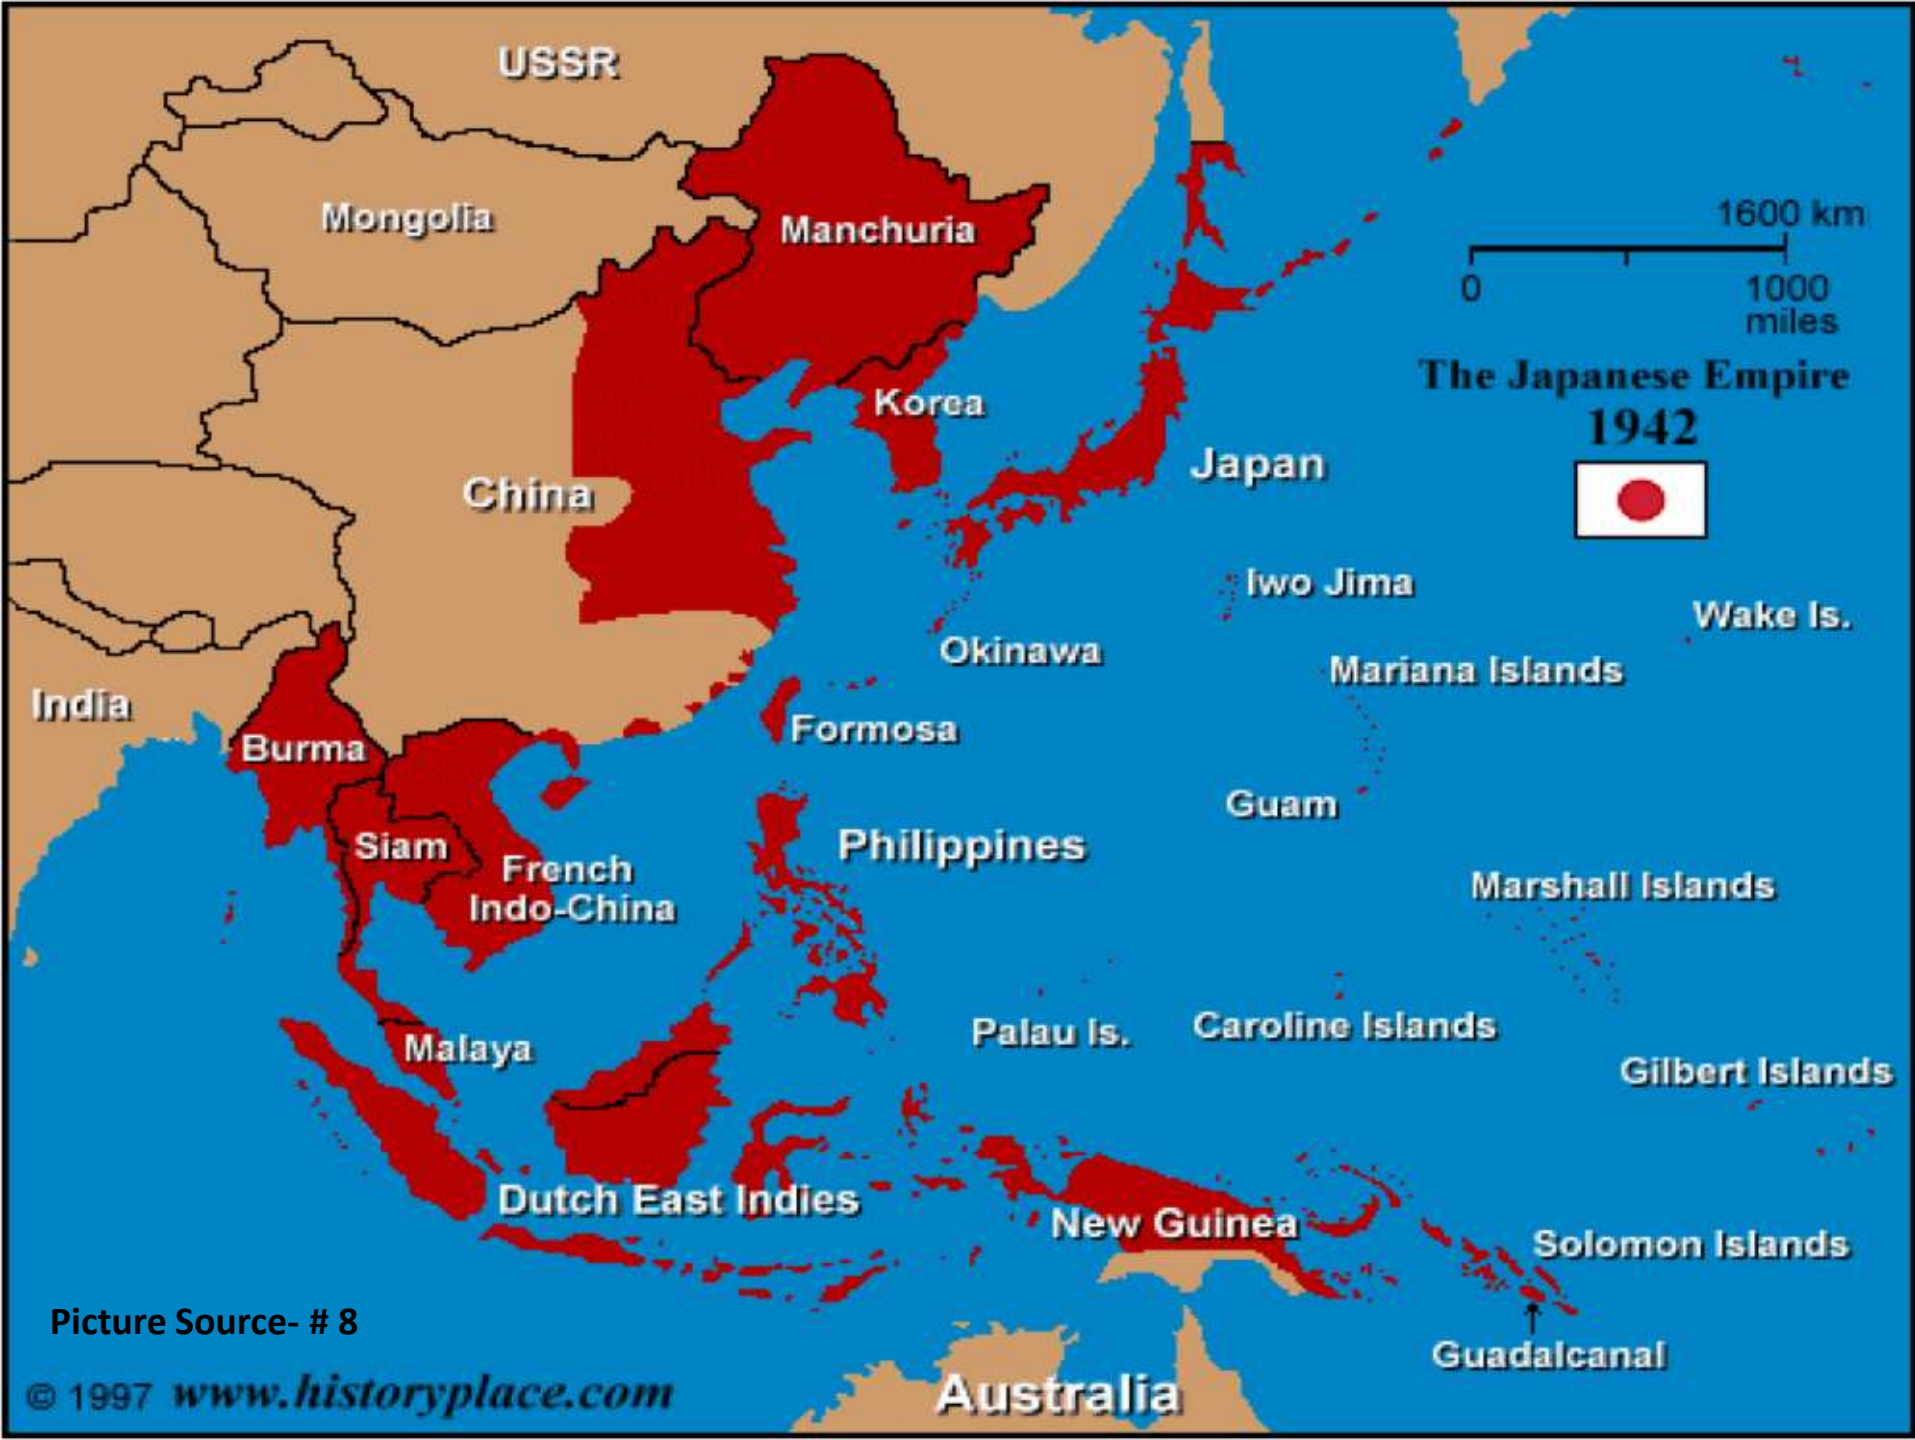 USSR
Mongolia
Manchuria
1600 km
0
1000
miles
The Japanese Empire
1942
Korea
Japan
China
Iwo Jima
Wake Is.
Okinawa
Mariana Islands
India
Formosa
Burma
Guam
Siam
Philippines
French
Indo-China
Marshall Islands
Palau Is.
Caroline Islands
Malaya
Gilbert Islands
Dutch East Indies
New Guinea
Solomon Islands
Picture Source- # 8
Guadalcanal
© 1997 www.historyplace.com
Australia